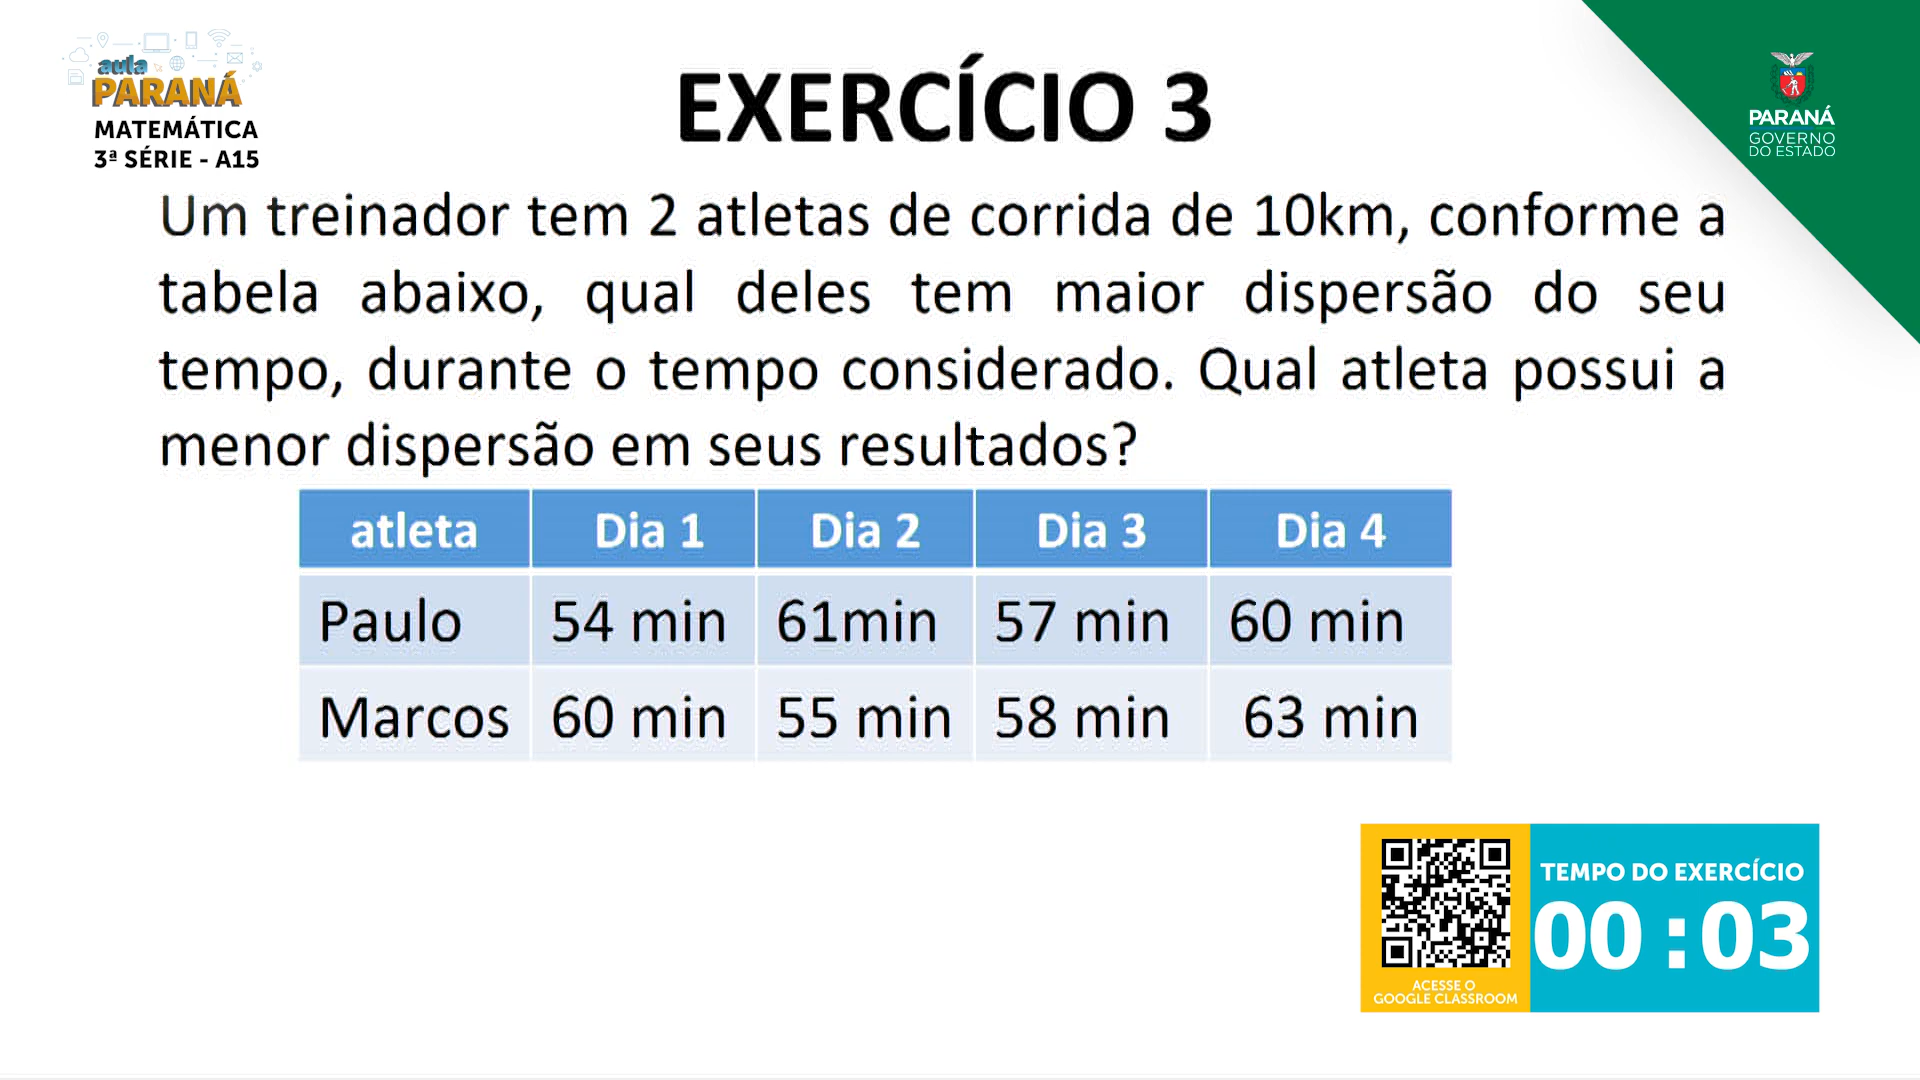 aula
PARANÁ
MATEMÁTICA
3ª SÉRIE - A15
EXERCÍCIO 3
PARANÁ
GOVERNO
DO ESTADO
Um treinador tem 2 atletas de corrida de 10km, conforme a
tabela abaixo, qual deles tem maior dispersão do seu
tempo, durante o tempo considerado. Qual atleta possui a
menor dispersão em seus resultados?
atleta Dia 1 Dia 2 Dia 3 Dia 4
Paulo 54 min 61min 57 min 60 min
Marcos 60 min 55 min 58 min 63 min
TEMPO DO EXERCÍCIO
00:03
ACESSE O
GOOGLE CLASSROOM